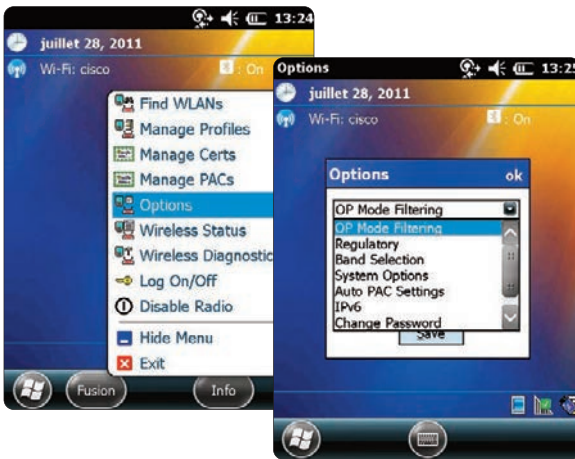 13:24
juillet 28, 2011
Wi-Fi: cisco
: On
Find WLANs
Manage Profiles
Manage Certs
Manage PACs
Options
Wireless Status
Wireless Diagnostic
Log On/Off
Disable Radio
Hide Menu
Exit
Fusion
Info
Options
13:25
juillet 28, 2011
Wi-Fi: cisco
: On
Options
ok
OP Mode Filtering
OP Mode Filtering
Regulatory
Band Selection
System Options
Auto PAC Settings
IPv6
Change Password
Save